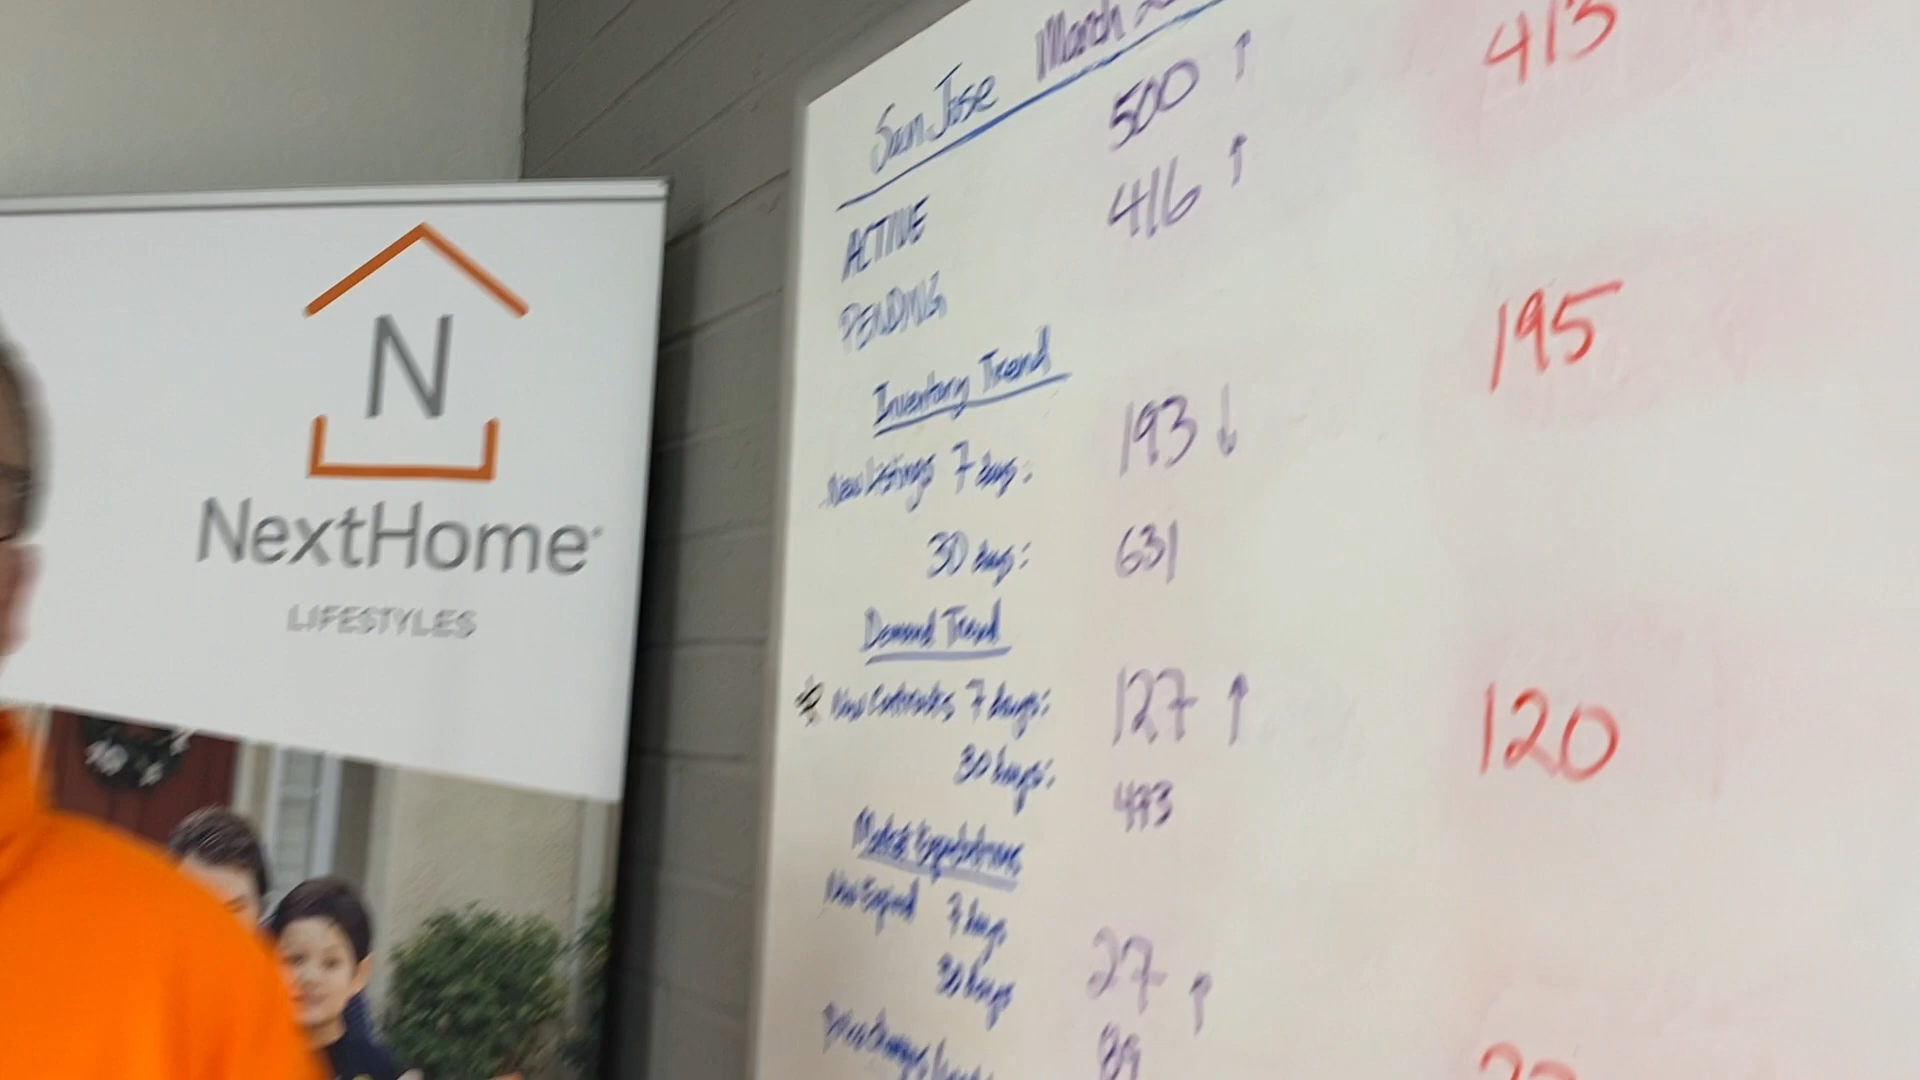 N
NextHome
LIFESTYLES
San Jose March
500 ↑ 413
ACTIVE 416 ↑
PENDING
Inventory Trend 195
New Listings 7 days: 193 ↓
30 days: 631
Demand Trend
New Contracts 7 days: 127 ↑ 120
30 days:
Market Expectations
New Expired 7 days 27 ↑
30 days 89